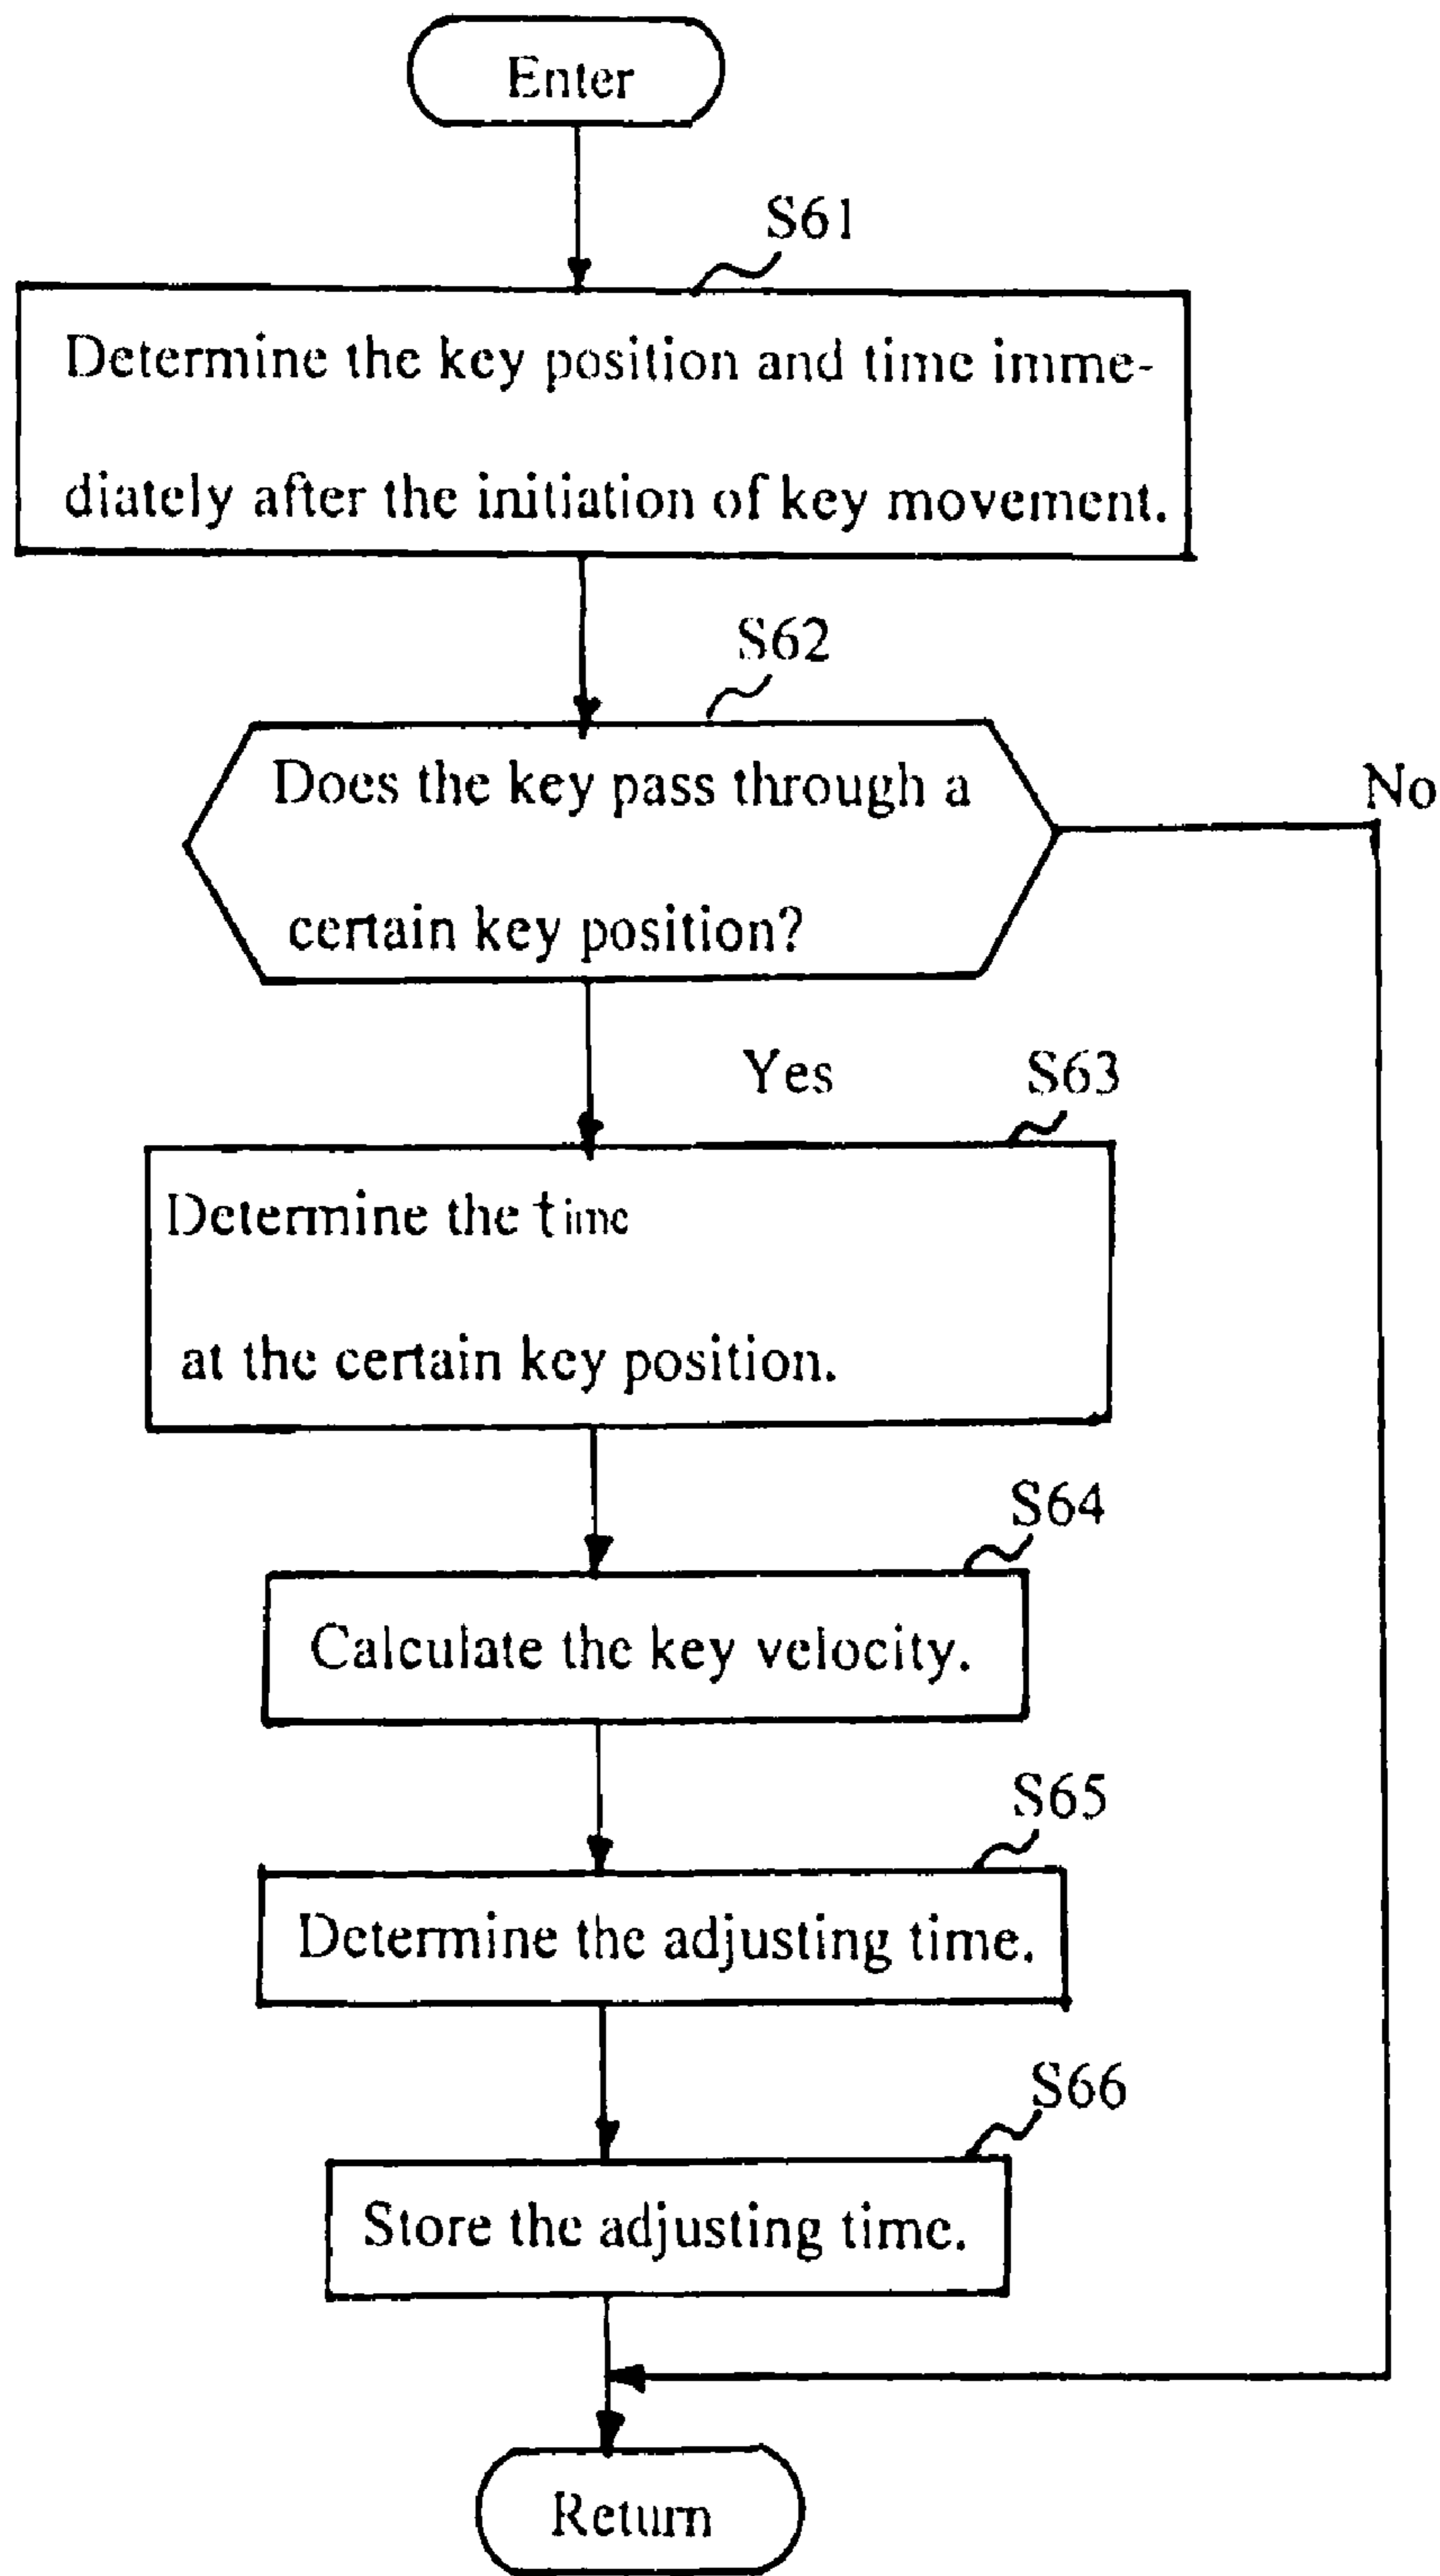 Enter
S61
Determine the key position and time imme-
diately after the initiation of key movement.
S62
Does the key pass through a
certain key position?
No
Yes
S63
Determine the time
at the certain key position.
S64
Calculate the key velocity.
S65
Determine the adjusting time.
S66
Store the adjusting time.
Return